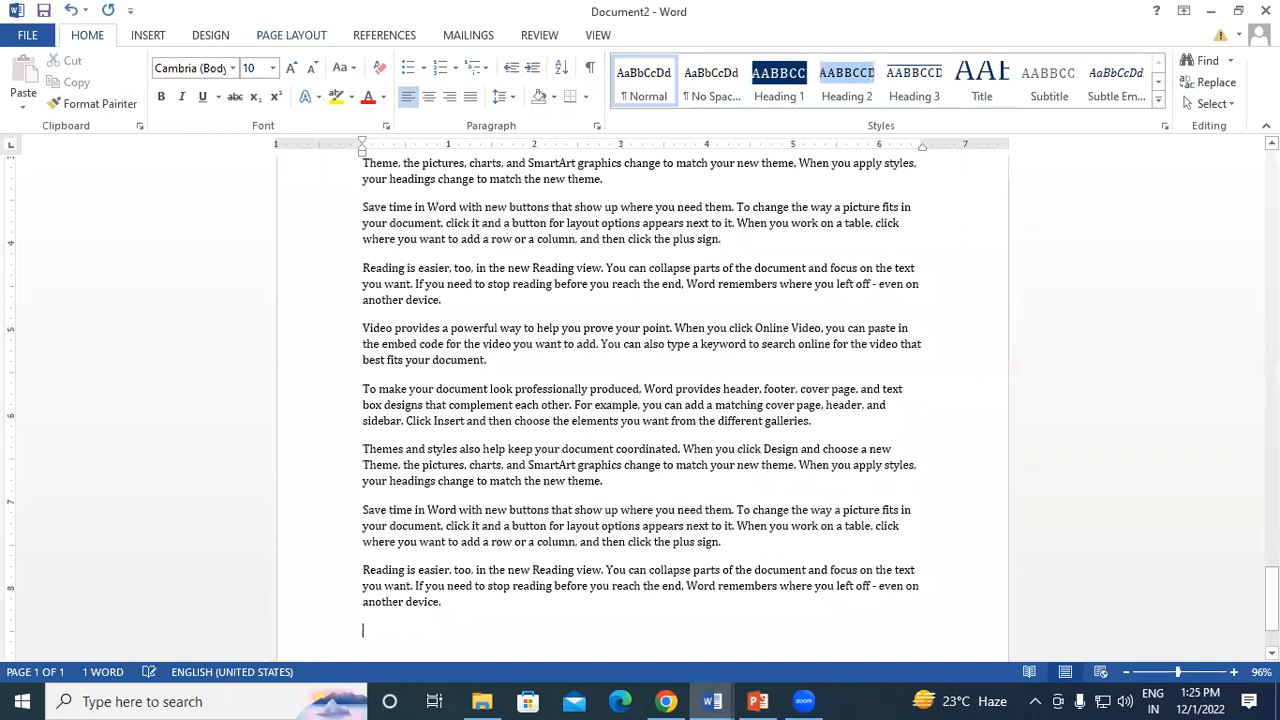 Document2 - Word
?
FILE HOME INSERT DESIGN PAGE LAYOUT REFERENCES MAILINGS REVIEW VIEW
Paste
Cut
Copy
Format Painter
Clipboard
Cambria (Body 10
Aa
B I U abc x₂ x² A A
Font
Paragraph
AaBbCcDd AaBbCcDd AABBCC AABBCCD AABBCCD AAB AABBCC AaBbCcDd
¶ Normal ¶ No Spac... Heading 1 Heading 2 Heading 3 Title Subtitle Subtle Em...
Styles
Find
Replace
Select
Editing
1 1 2 3 4 5 6 7
4
5
6
7
8
Theme, the pictures, charts, and SmartArt graphics change to match your new theme. When you apply styles,
your headings change to match the new theme.
Save time in Word with new buttons that show up where you need them. To change the way a picture fits in
your document, click it and a button for layout options appears next to it. When you work on a table, click
where you want to add a row or a column, and then click the plus sign.
Reading is easier, too, in the new Reading view. You can collapse parts of the document and focus on the text
you want. If you need to stop reading before you reach the end, Word remembers where you left off - even on
another device.
Video provides a powerful way to help you prove your point. When you click Online Video, you can paste in
the embed code for the video you want to add. You can also type a keyword to search online for the video that
best fits your document.
To make your document look professionally produced, Word provides header, footer, cover page, and text
box designs that complement each other. For example, you can add a matching cover page, header, and
sidebar. Click Insert and then choose the elements you want from the different galleries.
Themes and styles also help keep your document coordinated. When you click Design and choose a new
Theme, the pictures, charts, and SmartArt graphics change to match your new theme. When you apply styles,
your headings change to match the new theme.
Save time in Word with new buttons that show up where you need them. To change the way a picture fits in
your document, click it and a button for layout options appears next to it. When you work on a table, click
where you want to add a row or a column, and then click the plus sign.
Reading is easier, too, in the new Reading view. You can collapse parts of the document and focus on the text
you want. If you need to stop reading before you reach the end, Word remembers where you left off - even on
another device.
PAGE 1 OF 1 1 WORD ENGLISH (UNITED STATES) 96%
Type here to search
zoom
23°C Haze
ENG
IN
1:25 PM
12/1/2022